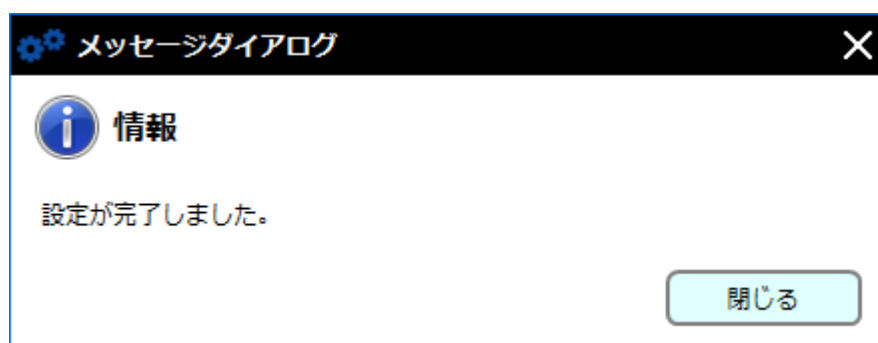 メッセージダイアログ
情報
設定が完了しました。
閉じる